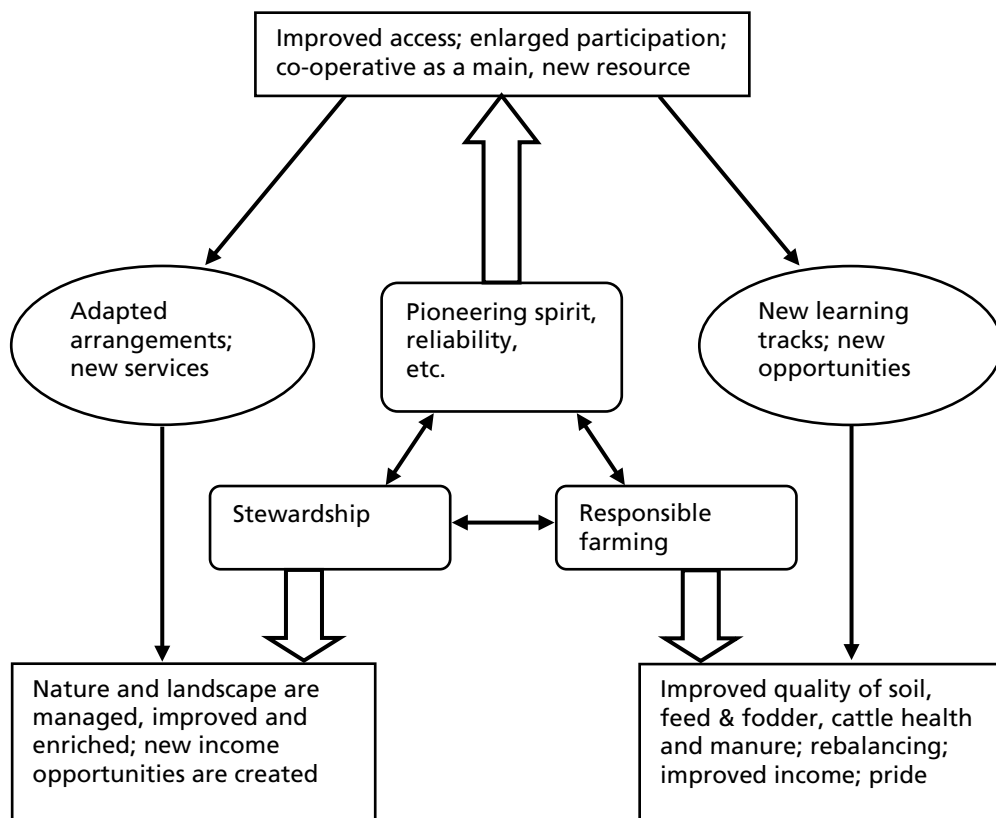 Improved access; enlarged participation;
co-operative as a main, new resource
Adapted
arrangements;
new services
Pioneering spirit,
reliability,
etc.
New learning
tracks; new
opportunities
Stewardship
Responsible
farming
Nature and landscape are
managed, improved and
enriched; new income
opportunities are created
Improved quality of soil,
feed & fodder, cattle health
and manure; rebalancing;
improved income; pride